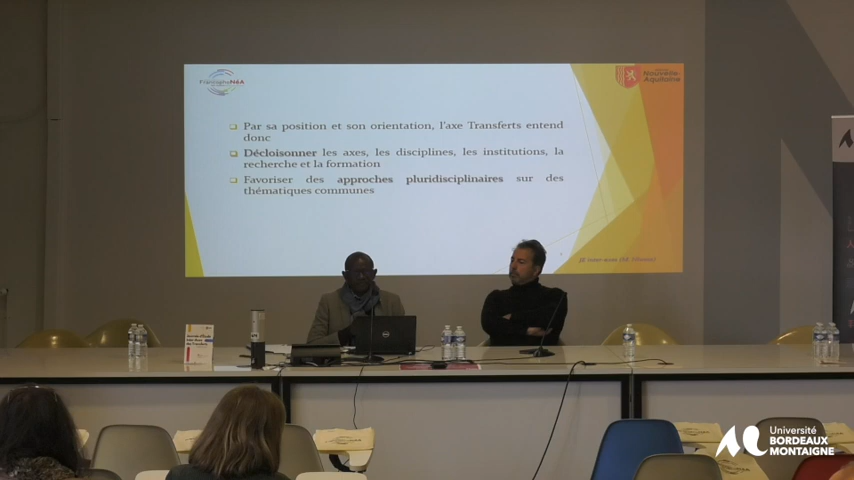 FrancophoNéA
Nouvelle-
Aquitaine
❑ Par sa position et son orientation, l'axe Transferts entend
donc
❑ Décloisonner les axes, les disciplines, les institutions, la
recherche et la formation
❑ Favoriser des approches pluridisciplinaires sur des
thématiques communes
DELL
Université
BORDEAUX
MONTAIGNE